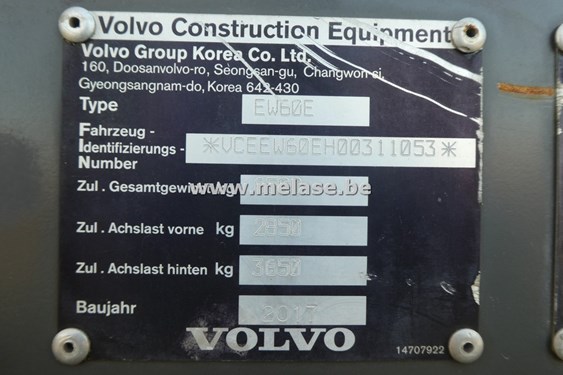 Volvo Construction Equipment
Volvo Group Korea Co. Ltd.
160, Doosanvolvo-ro, Seongsan-gu, Changwon si,
Gyeongsangnam-do, Korea 642-430
Type EW60E
Fahrzeug -
Identifizierungs - *VCEEW60EH00311053*
Number
Zul. Gesamtgewicht kg
www.melase.be
Zul. Achslast vorne kg 2850
Zul. Achslast hinten kg 3650
Baujahr 2017
VOLVO
14707922